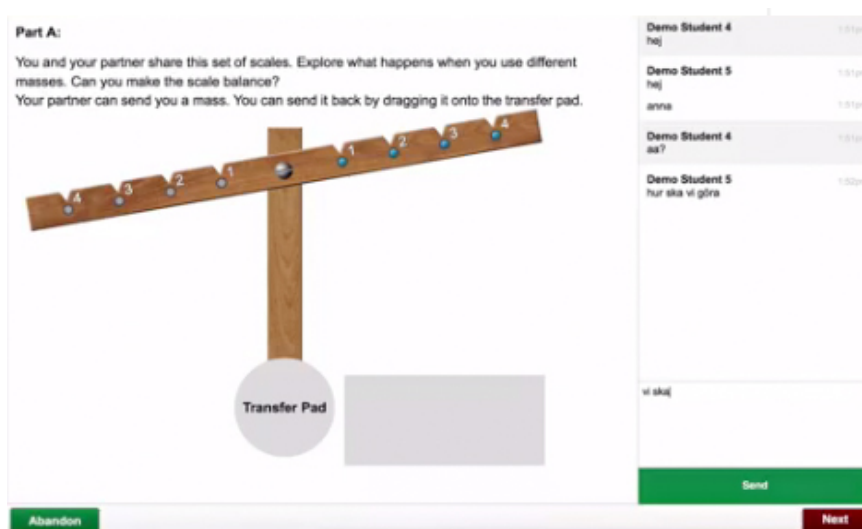 Part A:
You and your partner share this set of scales. Explore what happens when you use different
masses. Can you make the scale balance?
Your partner can send you a mass. You can send it back by dragging it onto the transfer pad.
4 3 2 1 1 2 3 4
Transfer Pad
Abandon
Demo Student 4
hej
Demo Student 5
hej
anna
Demo Student 4
aa?
Demo Student 5
hur ska vi göra
vi skaj
Send
Next